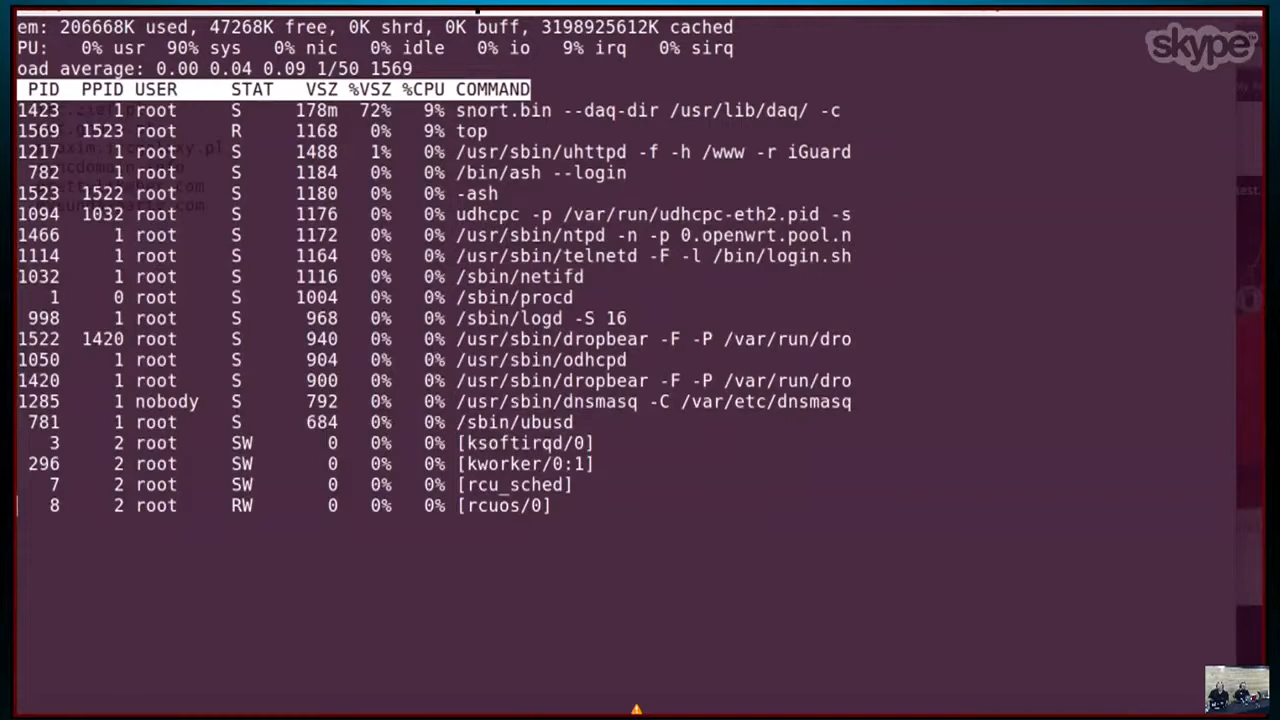 em: 206668K used, 47268K free, 0K shrd, 0K buff, 3198925612K cached
PU: 0% usr 90% sys 0% nic 0% idle 0% io 9% irq 0% sirq
oad average: 0.00 0.04 0.09 1/50 1569
PID PPID USER STAT VSZ %VSZ %CPU COMMAND
1423 1 root S 178m 72% 9% snort.bin --daq-dir /usr/lib/daq/ -c
1569 1523 root R 1168 0% 9% top
1217 1 root S 1488 1% 0% /usr/sbin/uhttpd -f -h /www -r iGuard
782 1 root S 1184 0% 0% /bin/ash --login
1523 1522 root S 1180 0% 0% -ash
1094 1032 root S 1176 0% 0% udhcpc -p /var/run/udhcpc-eth2.pid -s
1466 1 root S 1172 0% 0% /usr/sbin/ntpd -n -p 0.openwrt.pool.n
1114 1 root S 1164 0% 0% /usr/sbin/telnetd -F -l /bin/login.sh
1032 1 root S 1116 0% 0% /sbin/netifd
1 0 root S 1004 0% 0% /sbin/procd
998 1 root S 968 0% 0% /sbin/logd -S 16
1522 1420 root S 940 0% 0% /usr/sbin/dropbear -F -P /var/run/dro
1050 1 root S 904 0% 0% /usr/sbin/odhcpd
1420 1 root S 900 0% 0% /usr/sbin/dropbear -F -P /var/run/dro
1285 1 nobody S 792 0% 0% /usr/sbin/dnsmasq -C /var/etc/dnsmasq
781 1 root S 684 0% 0% /sbin/ubusd
3 2 root SW 0 0% 0% [ksoftirqd/0]
296 2 root SW 0 0% 0% [kworker/0:1]
7 2 root SW 0 0% 0% [rcu_sched]
8 2 root RW 0 0% 0% [rcuos/0]
skype